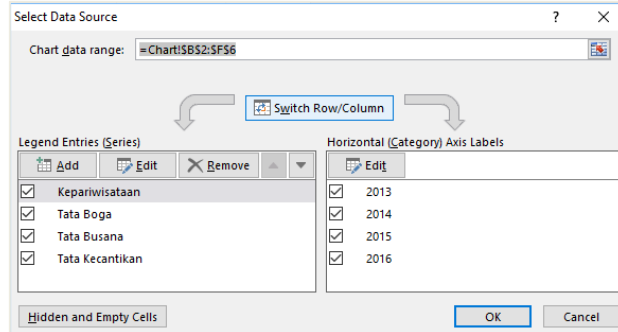 Select Data Source ? ×
Chart data range: =Chart!$B$2:$F$6
Switch Row/Column
Legend Entries (Series)
Add Edit Remove
Kepariwisataan
Tata Boga
Tata Busana
Tata Kecantikan
Horizontal (Category) Axis Labels
Edit
2013
2014
2015
2016
Hidden and Empty Cells
OK Cancel